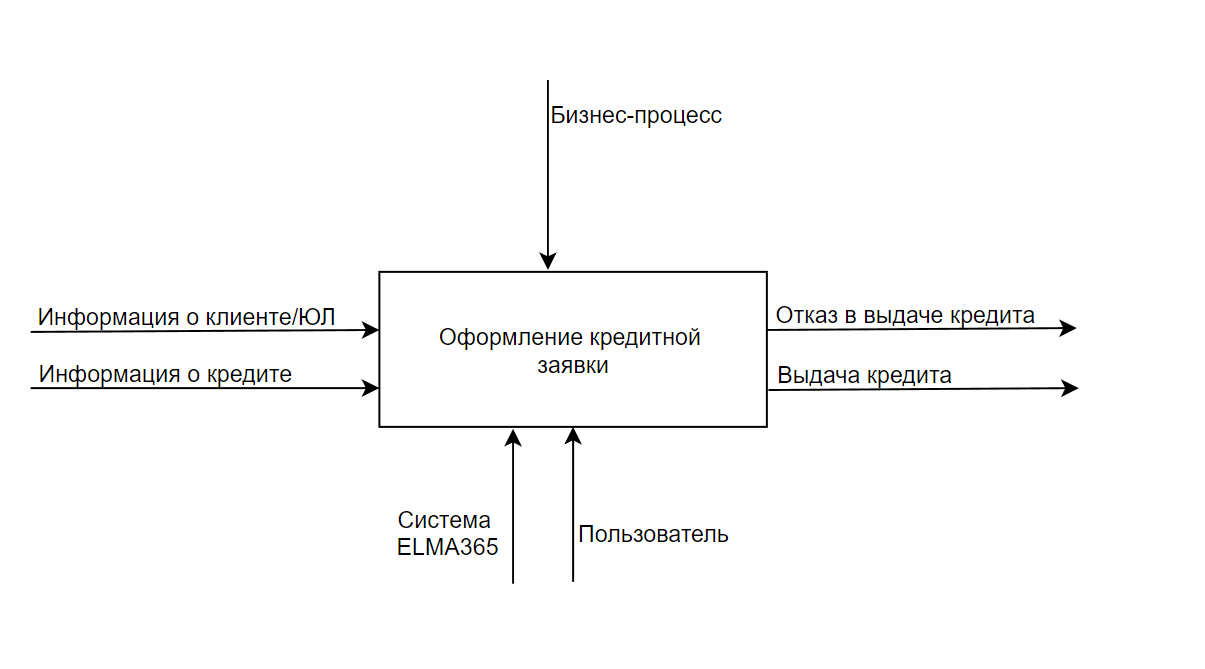 Бизнес-процесс
Информация о клиенте/ЮЛ
Информация о кредите
Оформление кредитной
заявки
Отказ в выдаче кредита
Выдача кредита
Система
ELMA365
Пользователь